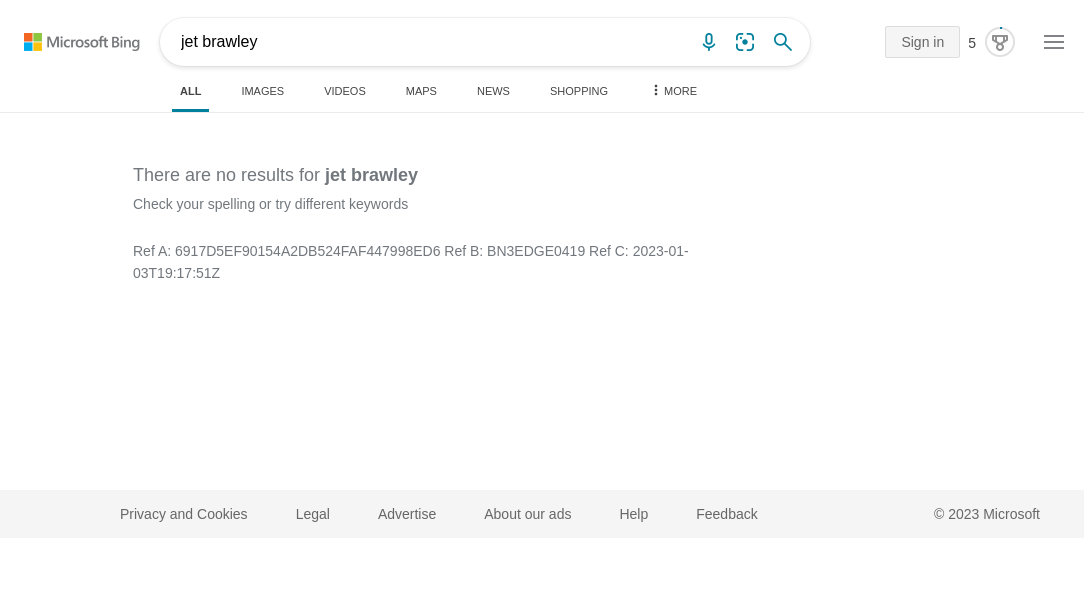 Microsoft Bing
jet brawley
Sign in
5
ALL
IMAGES
VIDEOS
MAPS
NEWS
SHOPPING
MORE
There are no results for jet brawley
Check your spelling or try different keywords
Ref A: 6917D5EF90154A2DB524FAF447998ED6 Ref B: BN3EDGE0419 Ref C: 2023-01-
03T19:17:51Z
Privacy and Cookies
Legal
Advertise
About our ads
Help
Feedback
© 2023 Microsoft